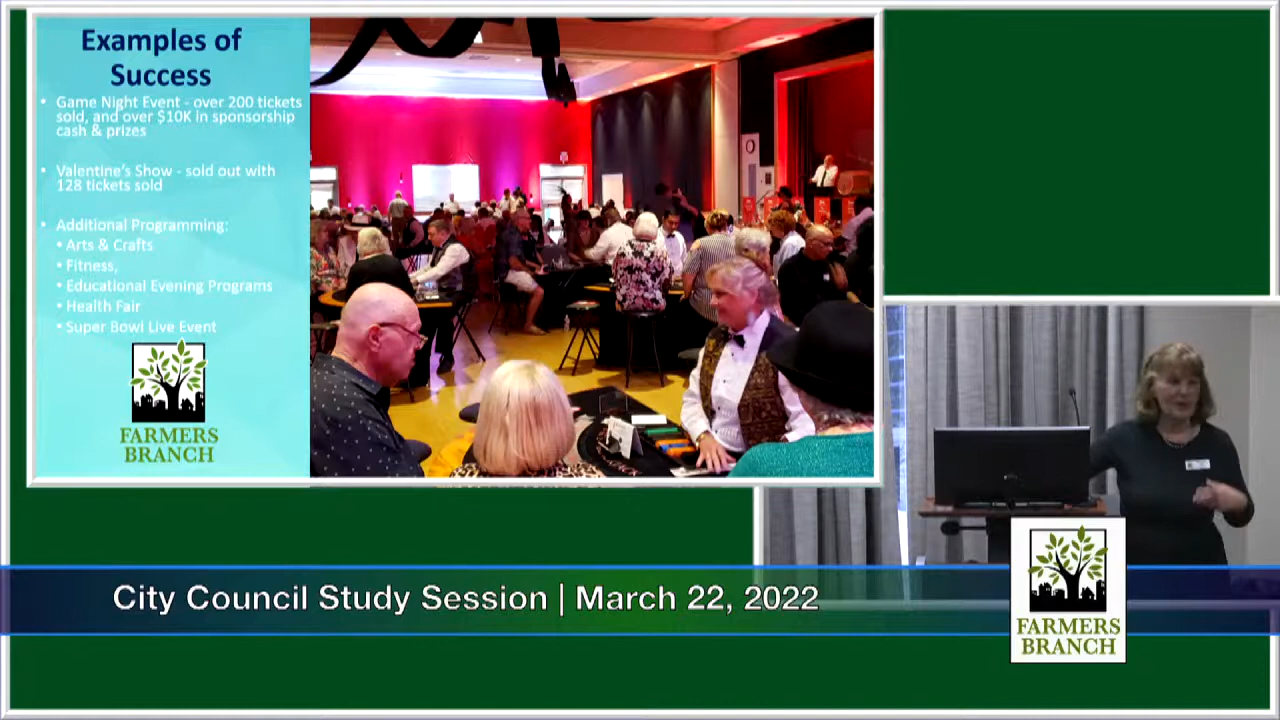 Examples of
Success
• Game Night Event - over 200 tickets
sold, and over $10K in sponsorship
cash & prizes
• Valentine's Show - sold out with
128 tickets sold
• Additional Programming:
• Arts & Crafts
• Fitness,
• Educational Evening Programs
• Health Fair
• Super Bowl Live Event
FARMERS
BRANCH
City Council Study Session | March 22, 2022
FARMERS
BRANCH